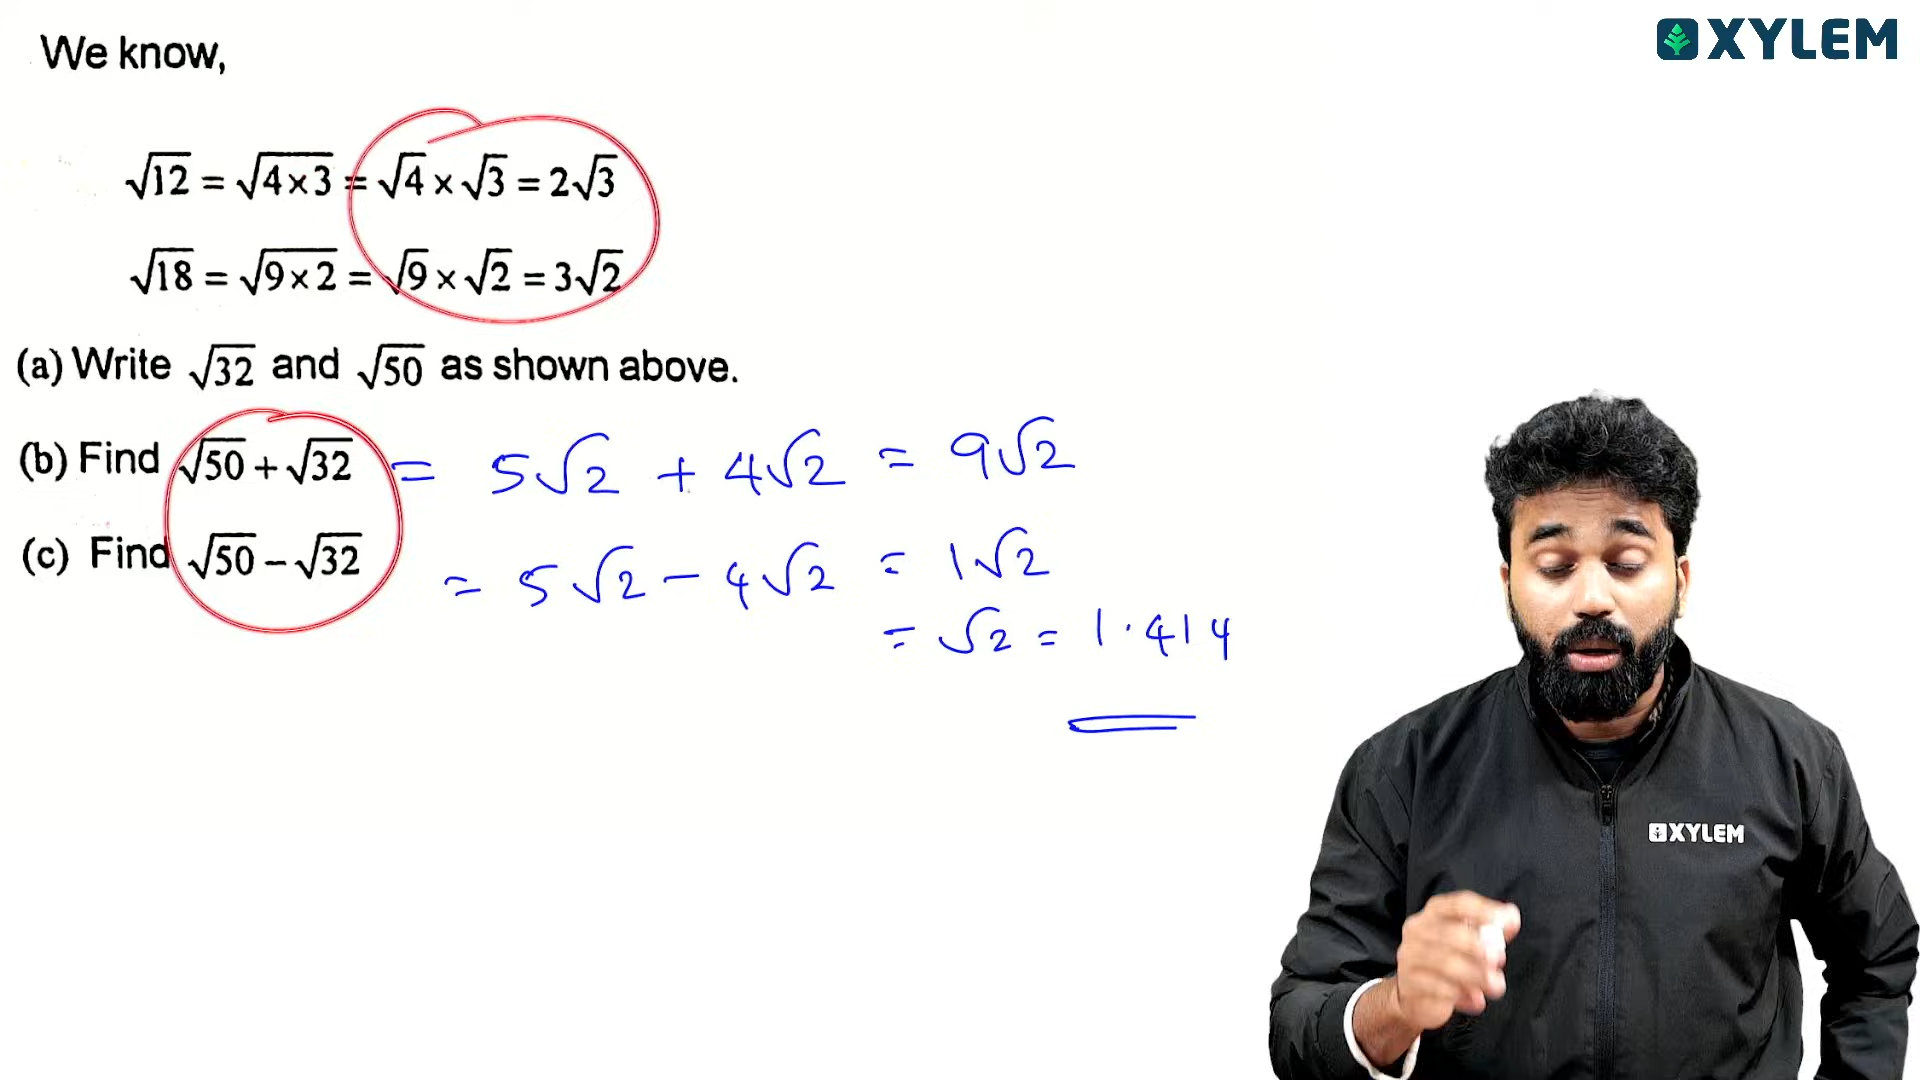 XYLEM
We know,
√12 = √4×3 = √4 × √3 = 2√3
√18 = √9×2 = √9 × √2 = 3√2
(a) Write √32 and √50 as shown above.
(b) Find √50 + √32 = 5√2 + 4√2 = 9√2
(c) Find √50 − √32 = 5√2 − 4√2 = 1√2
= √2 = 1.414
XYLEM